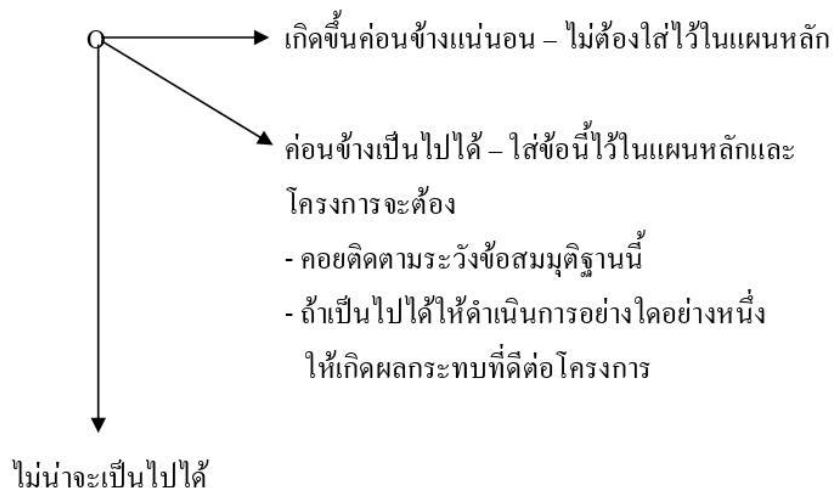 เกิดขึ้นค่อนข้างแน่นอน – ไม่ต้องใส่ไว้ในแผนหลัก
ค่อนข้างเป็นไปได้ – ใส่ข้อนี้ไว้ในแผนหลักและ
โครงการจะต้อง
- คอยติดตามระวังข้อสมมุติฐานนี้
- ถ้าเป็นไปได้ให้ดำเนินการอย่างใดอย่างหนึ่ง
ให้เกิดผลกระทบที่ดีต่อโครงการ
ไม่น่าจะเป็นไปได้